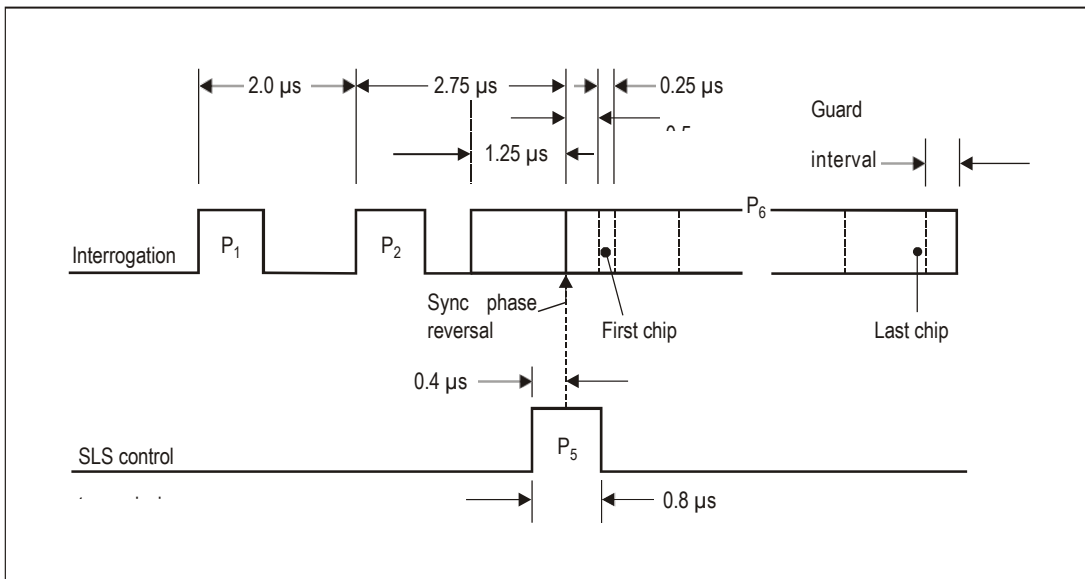 2.0 µs
2.75 µs
0.25 µs
Guard
1.25 µs
interval
P6
P1
P2
Interrogation
Sync phase
reversal
First chip
Last chip
0.4 µs
P5
SLS control
0.8 µs